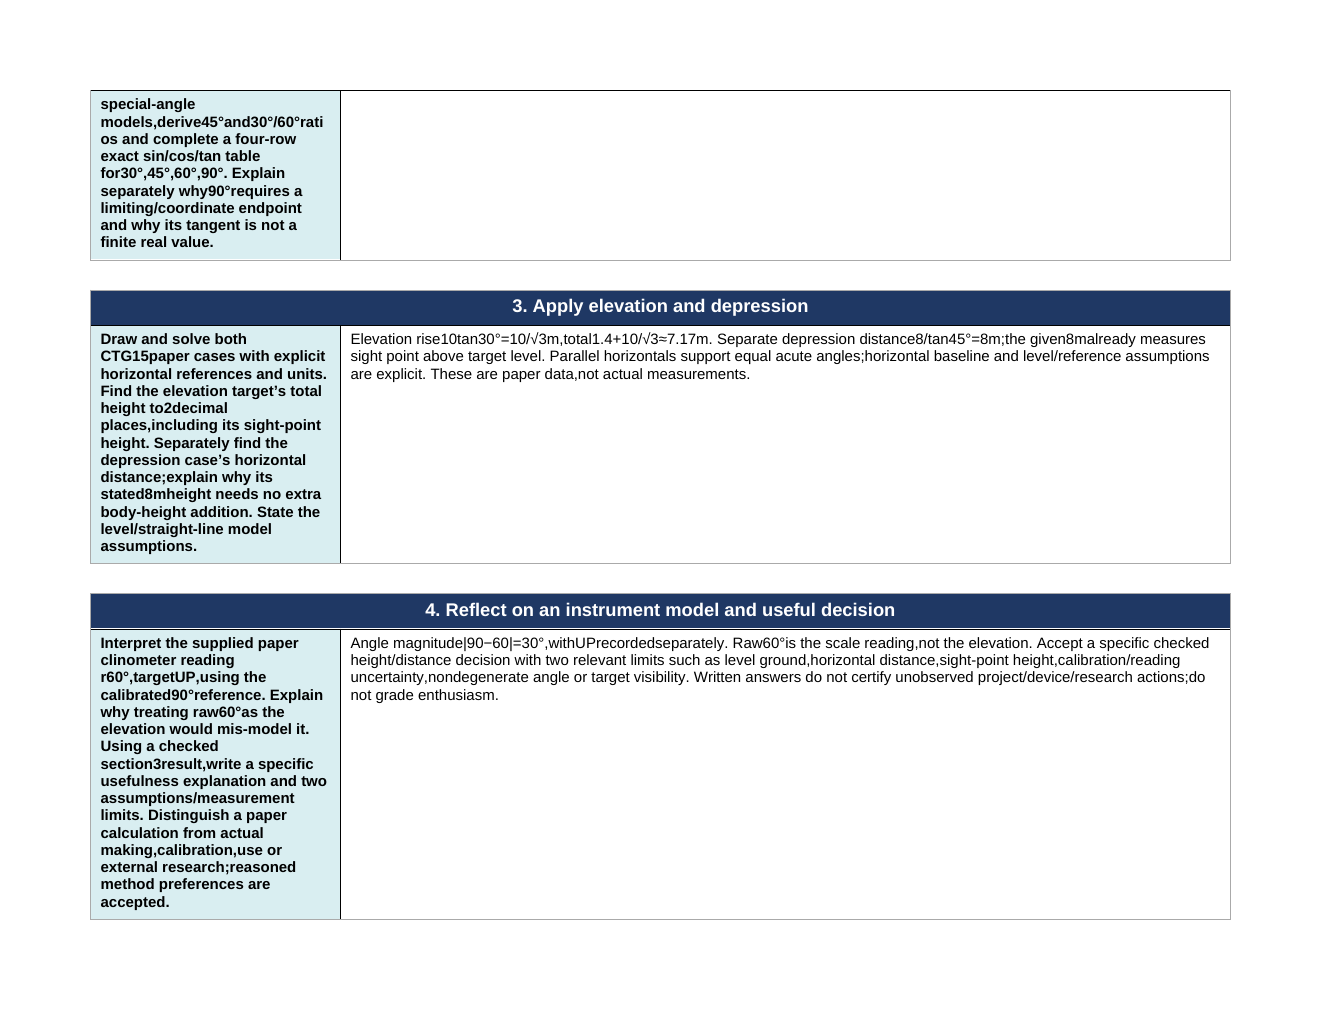 special-angle
models,derive45°and30°/60°rati
os and complete a four-row
exact sin/cos/tan table
for30°,45°,60°,90°. Explain
separately why90°requires a
limiting/coordinate endpoint
and why its tangent is not a
finite real value.
3. Apply elevation and depression
Draw and solve both
CTG15paper cases with explicit
horizontal references and units.
Find the elevation target’s total
height to2decimal
places,including its sight-point
height. Separately find the
depression case’s horizontal
distance;explain why its
stated8mheight needs no extra
body-height addition. State the
level/straight-line model
assumptions.
Elevation rise10tan30°=10/√3m,total1.4+10/√3≈7.17m. Separate depression distance8/tan45°=8m;the given8malready measures
sight point above target level. Parallel horizontals support equal acute angles;horizontal baseline and level/reference assumptions
are explicit. These are paper data,not actual measurements.
4. Reflect on an instrument model and useful decision
Interpret the supplied paper
clinometer reading
r60°,targetUP,using the
calibrated90°reference. Explain
why treating raw60°as the
elevation would mis-model it.
Using a checked
section3result,write a specific
usefulness explanation and two
assumptions/measurement
limits. Distinguish a paper
calculation from actual
making,calibration,use or
external research;reasoned
method preferences are
accepted.
Angle magnitude|90−60|=30°,withUPrecordedseparately. Raw60°is the scale reading,not the elevation. Accept a specific checked
height/distance decision with two relevant limits such as level ground,horizontal distance,sight-point height,calibration/reading
uncertainty,nondegenerate angle or target visibility. Written answers do not certify unobserved project/device/research actions;do
not grade enthusiasm.